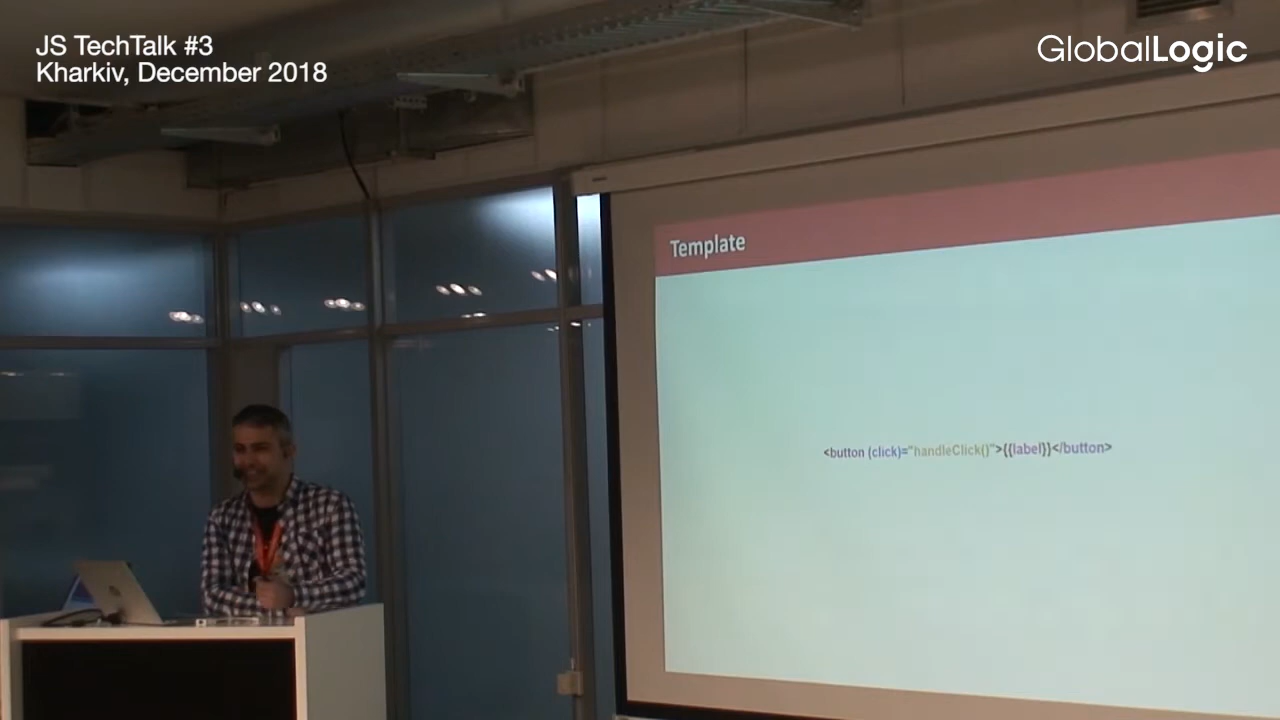 JS TechTalk #3
Kharkiv, December 2018
GlobalLogic
Template
<button (click)="handleClick()">{{label}}</button>